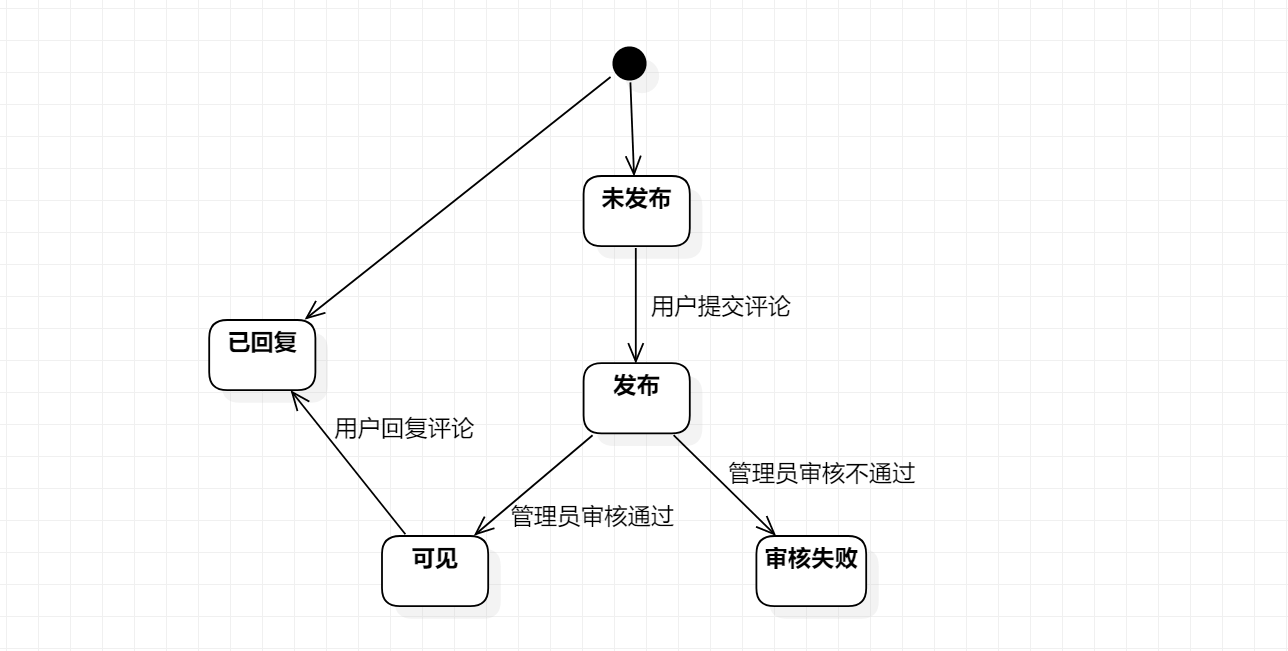 未发布
用户提交评论
已回复
发布
用户回复评论
管理员审核不通过
管理员审核通过
可见
审核失败